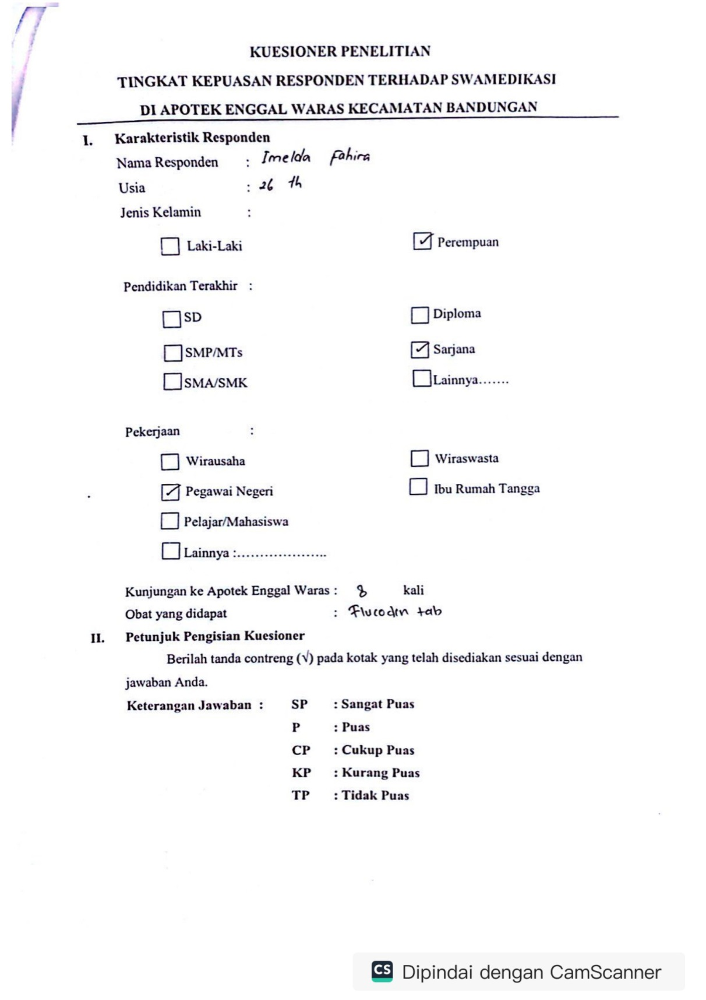 KUESIONER PENELITIAN
TINGKAT KEPUASAN RESPONDEN TERHADAP SWAMEDIKASI
DI APOTEK ENGGAL WARAS KECAMATAN BANDUNGAN
I. Karakteristik Responden
Nama Responden : Imelda Fahira
Usia : 26 th
Jenis Kelamin :
Laki-Laki ✓ Perempuan
Pendidikan Terakhir :
SD Diploma
SMP/MTs ✓ Sarjana
SMA/SMK Lainnya.......
Pekerjaan :
Wirausaha Wiraswasta
✓ Pegawai Negeri Ibu Rumah Tangga
Pelajar/Mahasiswa
Lainnya :....................
Kunjungan ke Apotek Enggal Waras : 8 kali
Obat yang didapat : Flucoden tab
II. Petunjuk Pengisian Kuesioner
Berilah tanda contreng (√) pada kotak yang telah disediakan sesuai dengan
jawaban Anda.
Keterangan Jawaban : SP : Sangat Puas
P : Puas
CP : Cukup Puas
KP : Kurang Puas
TP : Tidak Puas
CS Dipindai dengan CamScanner